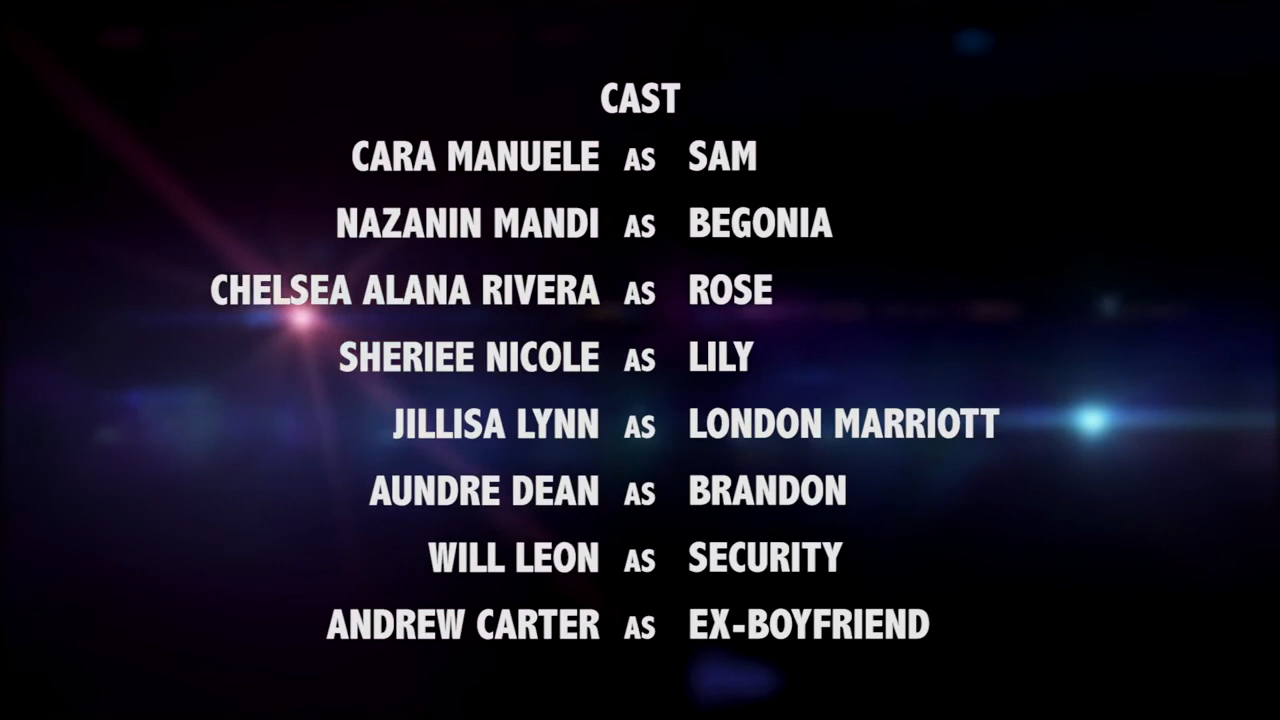 CAST
CARA MANUELE AS SAM
NAZANIN MANDI AS BEGONIA
CHELSEA ALANA RIVERA AS ROSE
SHERIEE NICOLE AS LILY
JILLISA LYNN AS LONDON MARRIOTT
AUNDRE DEAN AS BRANDON
WILL LEON AS SECURITY
ANDREW CARTER AS EX-BOYFRIEND